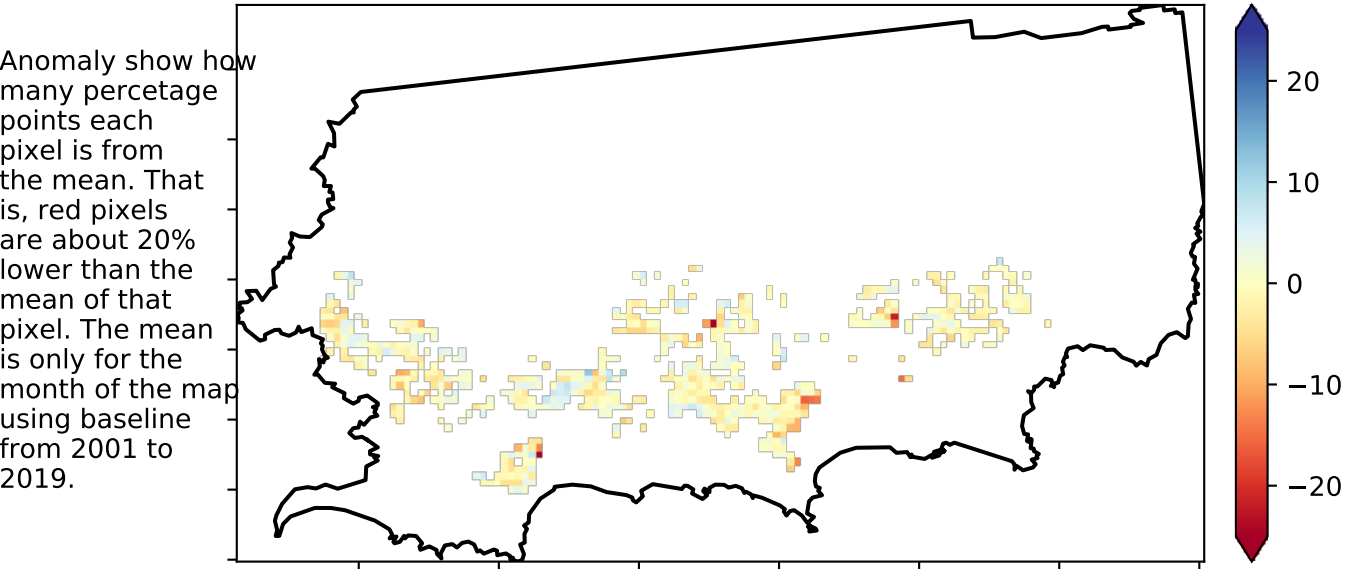 Anomaly show how
many percetage
points each
pixel is from
the mean. That
is, red pixels
are about 20%
lower than the
mean of that
pixel. The mean
is only for the
month of the map
using baseline
from 2001 to
2019.
20
10
0
−10
−20